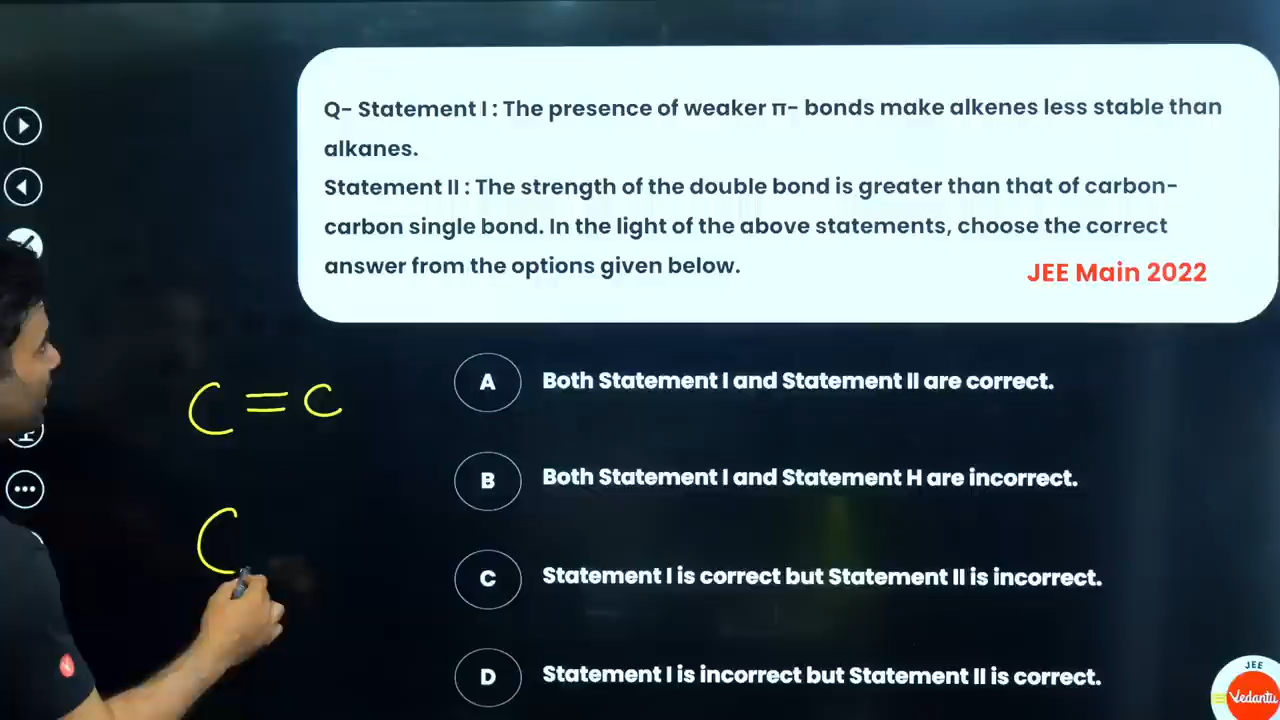 Q- Statement I : The presence of weaker π- bonds make alkenes less stable than
alkanes.
Statement II : The strength of the double bond is greater than that of carbon-
carbon single bond. In the light of the above statements, choose the correct
answer from the options given below.
JEE Main 2022
C = C
C
A Both Statement I and Statement II are correct.
B Both Statement I and Statement H are incorrect.
C Statement I is correct but Statement II is incorrect.
D Statement I is incorrect but Statement II is correct.
JEE
Vedantu